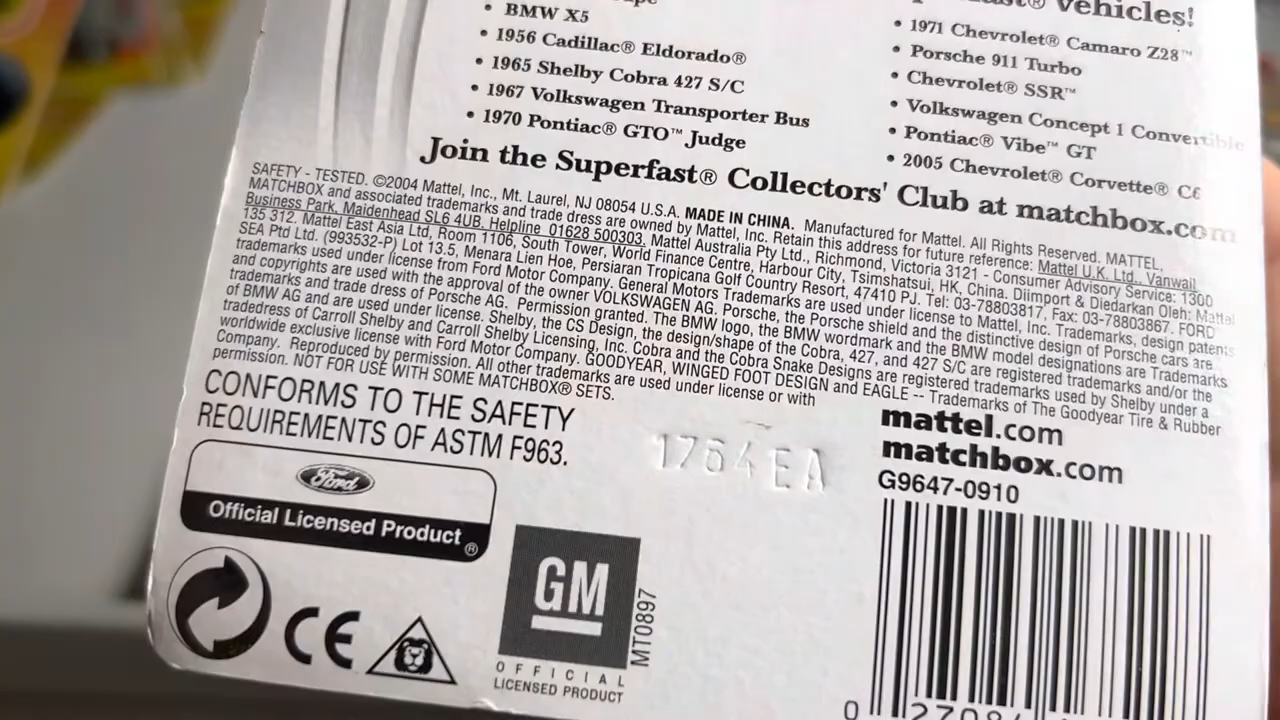 • BMW X5
• 1956 Cadillac® Eldorado®
• 1965 Shelby Cobra 427 S/C
• 1967 Volkswagen Transporter Bus
• 1970 Pontiac® GTO™ Judge
Vehicles!
• 1971 Chevrolet® Camaro Z28™
• Porsche 911 Turbo
• Chevrolet® SSR™
• Volkswagen Concept 1 Convertible
• Pontiac® Vibe™ GT
• 2005 Chevrolet® Corvette® C6
Join the Superfast® Collectors' Club at matchbox.com
SAFETY - TESTED. ©2004 Mattel, Inc., Mt. Laurel, NJ 08054 U.S.A. MADE IN CHINA. Manufactured for Mattel. All Rights Reserved. MATTEL,
MATCHBOX and associated trademarks and trade dress are owned by Mattel, Inc. Retain this address for future reference: Mattel U.K. Ltd., Vanwall
Business Park, Maidenhead SL6 4UB. Helpline 01628 500303. Mattel Australia Pty Ltd., Richmond, Victoria 3121 - Consumer Advisory Service: 1300
135 312. Mattel East Asia Ltd, Room 1106, South Tower, World Finance Centre, Harbour City, Tsimshatsui, HK, China. Diimport & Diedarkan Oleh: Mattel
SEA Ptd Ltd. (993532-P) Lot 13.5, Menara Lien Hoe, Persiaran Tropicana Golf Country Resort, 47410 PJ. Tel: 03-78803817, Fax: 03-78803867. FORD
trademarks used under license from Ford Motor Company. General Motors Trademarks are used under license to Mattel, Inc. Trademarks, design patents
and copyrights are used with the approval of the owner VOLKSWAGEN AG. Porsche, the Porsche shield and the distinctive design of Porsche cars are
trademarks and trade dress of Porsche AG. Permission granted. The BMW logo, the BMW wordmark and the BMW model designations are Trademarks
of BMW AG and are used under license. Shelby, the CS Design, the design/shape of the Cobra, 427, and 427 S/C are registered trademarks and/or the
tradedress of Carroll Shelby and Carroll Shelby Licensing, Inc. Cobra and the Cobra Snake Designs are registered trademarks used by Shelby under a
worldwide exclusive license with Ford Motor Company. GOODYEAR, WINGED FOOT DESIGN and EAGLE -- Trademarks of The Goodyear Tire & Rubber
Company. Reproduced by permission. All other trademarks are used under license or with
permission. NOT FOR USE WITH SOME MATCHBOX® SETS.
CONFORMS TO THE SAFETY
REQUIREMENTS OF ASTM F963.
1764EA
mattel.com
matchbox.com
G9647-0910
Ford
Official Licensed Product ®
CE
GM
MT0897
OFFICIAL
LICENSED PRODUCT
0 2708